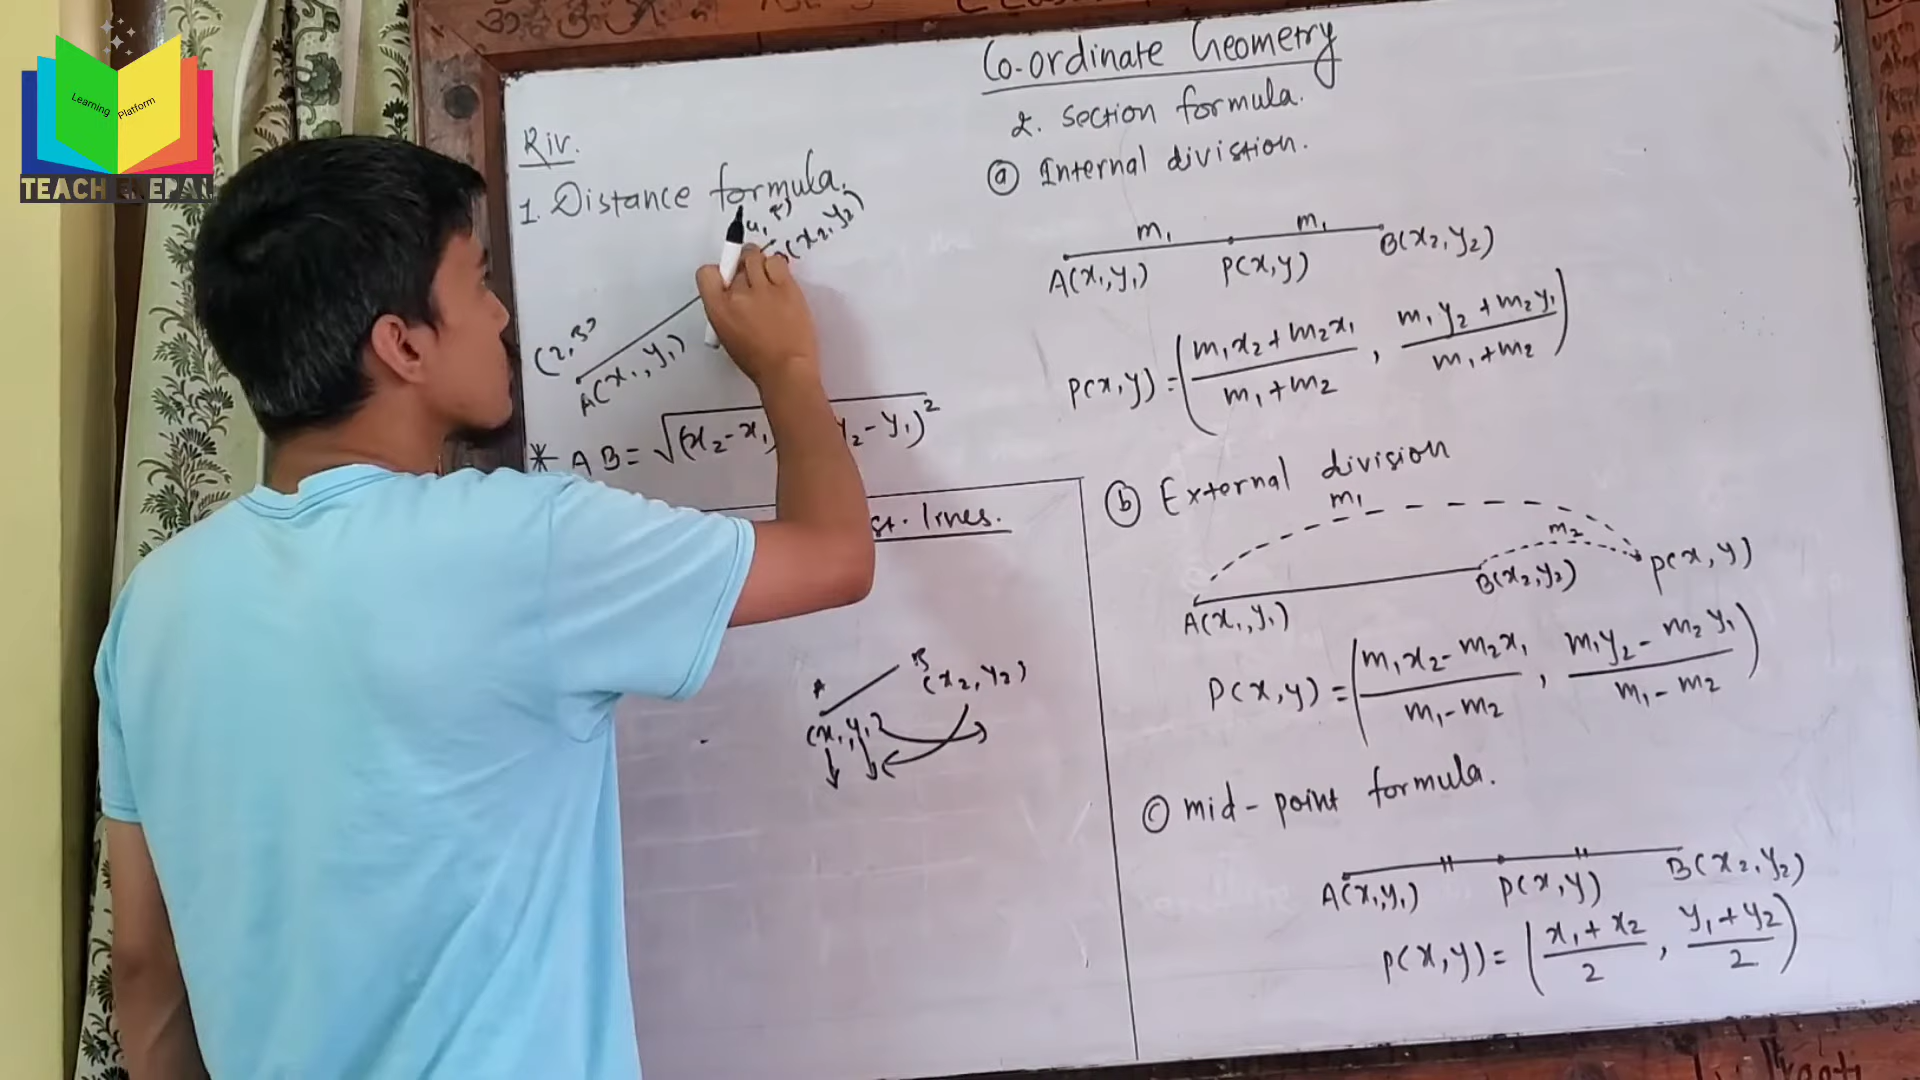 Learning Platform
TEACH
Co-ordinate Geometry
Riv.
1. Distance formula.
(x2, y2)
(2, 3)
A(x1, y1)
* AB = √(x2-x1) y2-y1)²
st. lines.
A
B
(x2, y2)
(x1, y1)
2. Section formula.
(a) Internal divistion.
m1 m1
A(x1, y1) P(x, y) B(x2, y2)
P(x, y) = ( m1x2 + m2x1 / m1 + m2 , m1y2 + m2y1 / m1 + m2 )
(b) External division
m1
m2
A(x1, y1) B(x2, y2) P(x, y)
P(x, y) = ( m1x2 - m2x1 / m1 - m2 , m1y2 - m2y1 / m1 - m2 )
(c) mid-point formula.
A(x1, y1) P(x, y) B(x2, y2)
P(x, y) = ( x1 + x2 / 2 , y1 + y2 / 2 )